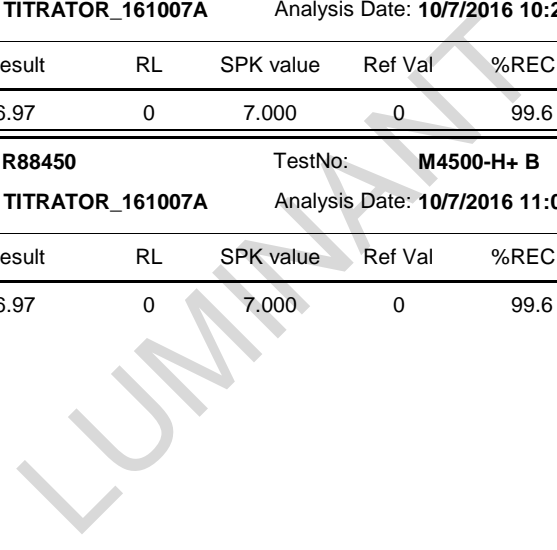 TITRATOR_161007A Analysis Date: 10/7/2016 10:2
esult RL SPK value Ref Val %REC
6.97 0 7.000 0 99.6
R88450 TestNo: M4500-H+ B
TITRATOR_161007A Analysis Date: 10/7/2016 11:0
esult RL SPK value Ref Val %REC
6.97 0 7.000 0 99.6
LUMINANT